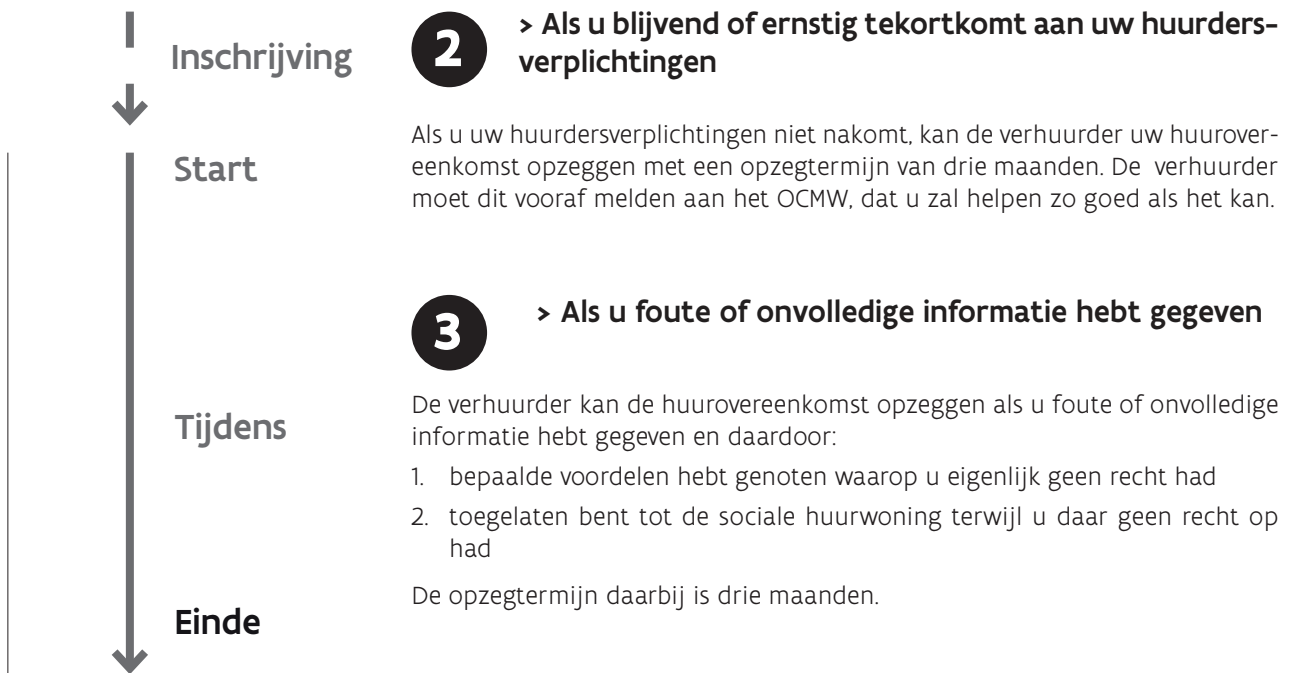 Inschrijving
Start
Tijdens
Einde
2
> Als u blijvend of ernstig tekortkomt aan uw huurders-
verplichtingen
Als u uw huurdersverplichtingen niet nakomt, kan de verhuurder uw huurover-
eenkomst opzeggen met een opzegtermijn van drie maanden. De verhuurder
moet dit vooraf melden aan het OCMW, dat u zal helpen zo goed als het kan.
3
> Als u foute of onvolledige informatie hebt gegeven
De verhuurder kan de huurovereenkomst opzeggen als u foute of onvolledige
informatie hebt gegeven en daardoor:
1. bepaalde voordelen hebt genoten waarop u eigenlijk geen recht had
2. toegelaten bent tot de sociale huurwoning terwijl u daar geen recht op
had
De opzegtermijn daarbij is drie maanden.